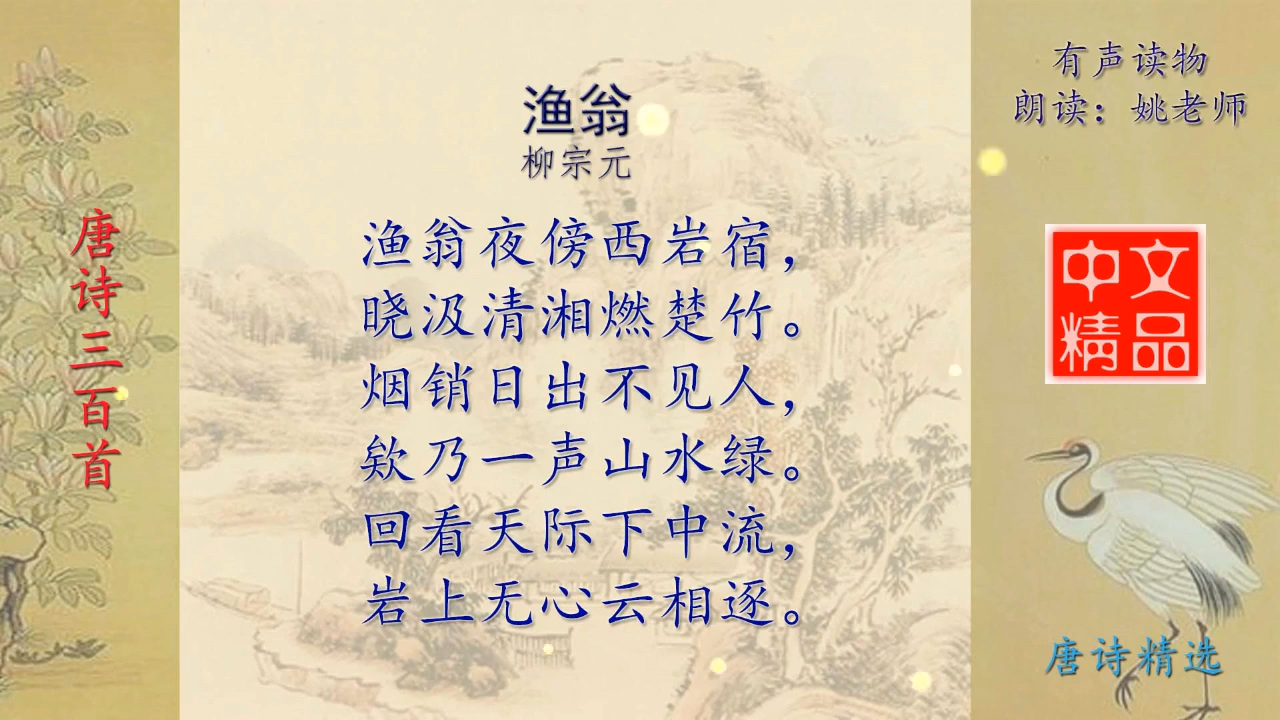 渔翁
柳宗元
渔翁夜傍西岩宿，
晓汲清湘燃楚竹。
烟销日出不见人，
欸乃一声山水绿。
回看天际下中流，
岩上无心云相逐。
唐诗三百首
有声读物
朗读：姚老师
中文
精品
唐诗精选